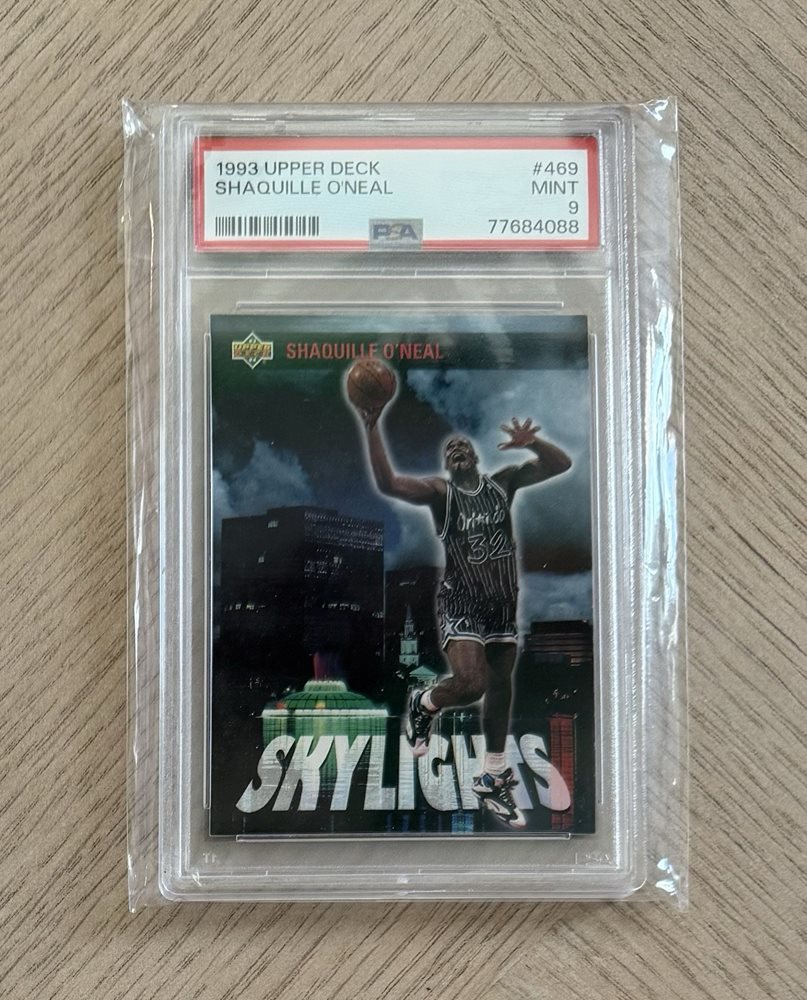 1993 UPPER DECK #469
SHAQUILLE O'NEAL MINT
9
PSA 77684088
UPPER DECK SHAQUILLE O'NEAL
Orlando
32
SKYLIGHTS